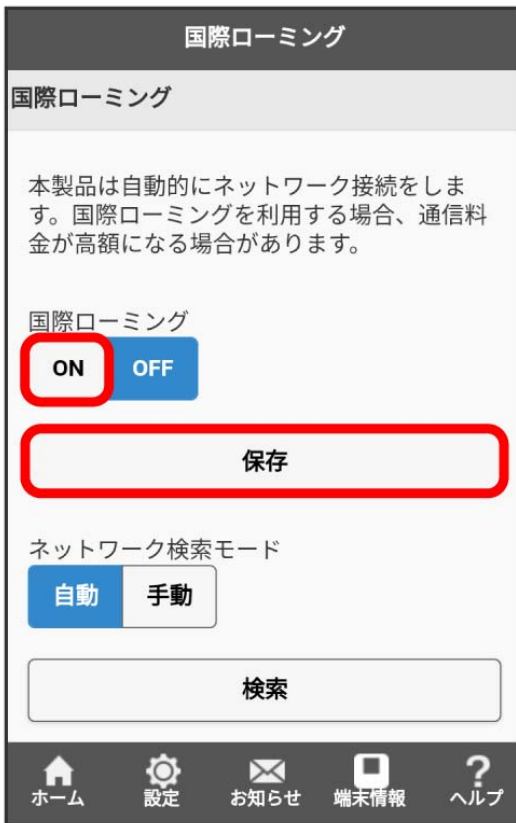 国際ローミング
国際ローミング
本製品は自動的にネットワーク接続をしま
す。国際ローミングを利用する場合、通信料
金が高額になる場合があります。
国際ローミング
ON OFF
保存
ネットワーク検索モード
自動 手動
検索
ホーム 設定 お知らせ 端末情報 ヘルプ